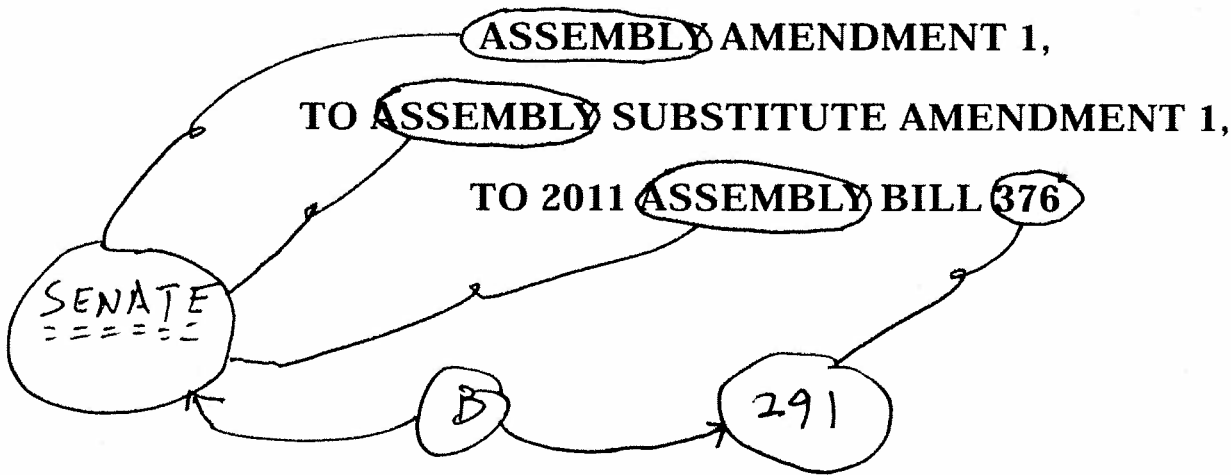 ASSEMBLY AMENDMENT 1,
TO ASSEMBLY SUBSTITUTE AMENDMENT 1,
TO 2011 ASSEMBLY BILL 376
SENATE
B 291